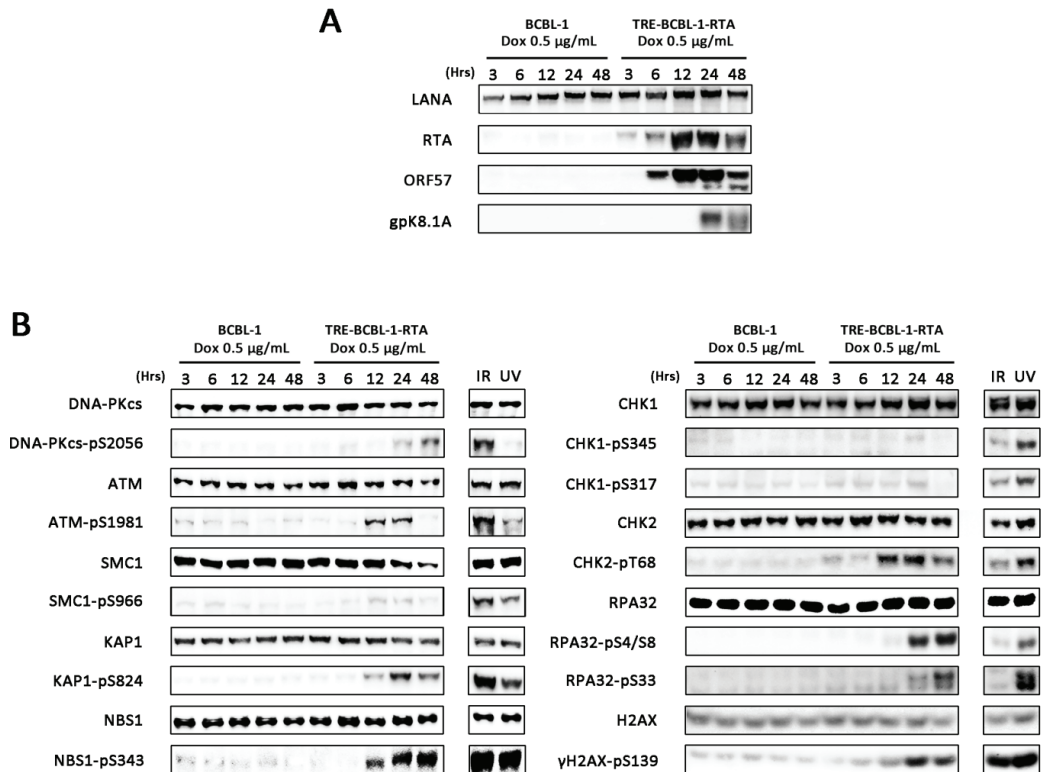 A
BCBL-1 TRE-BCBL-1-RTA
Dox 0.5 μg/mL Dox 0.5 μg/mL
(Hrs) 3 6 12 24 48 3 6 12 24 48
LANA
RTA
ORF57
gpK8.1A
B
BCBL-1 TRE-BCBL-1-RTA
Dox 0.5 μg/mL Dox 0.5 μg/mL
(Hrs) 3 6 12 24 48 3 6 12 24 48 IR UV
DNA-PKcs
DNA-PKcs-pS2056
ATM
ATM-pS1981
SMC1
SMC1-pS966
KAP1
KAP1-pS824
NBS1
NBS1-pS343
BCBL-1 TRE-BCBL-1-RTA
Dox 0.5 μg/mL Dox 0.5 μg/mL
(Hrs) 3 6 12 24 48 3 6 12 24 48 IR UV
CHK1
CHK1-pS345
CHK1-pS317
CHK2
CHK2-pT68
RPA32
RPA32-pS4/S8
RPA32-pS33
H2AX
γH2AX-pS139